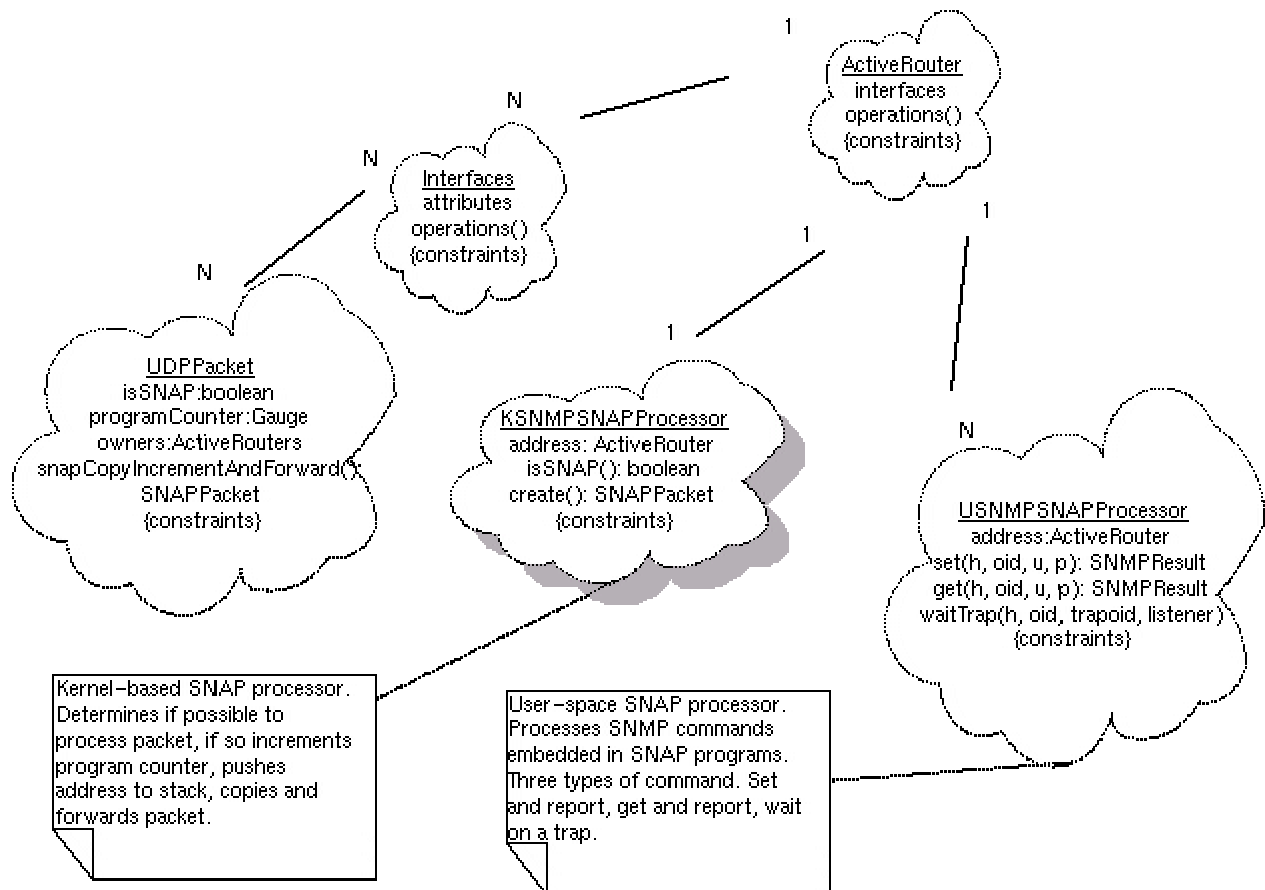 1
ActiveRouter
interfaces
operations()
{constraints}
N
N
Interfaces
attributes
operations()
{constraints}
1
1
N
1
N
UDPPacket
isSNAP:boolean
programCounter:Gauge
owners:ActiveRouters
snapCopyIncrementAndForward():
SNAPPacket
{constraints}
KSNMPSNAPProcessor
address: ActiveRouter
isSNAP(): boolean
create(): SNAPPacket
{constraints}
USNMPSNAPProcessor
address:ActiveRouter
set(h, oid, u, p): SNMPResult
get(h, oid, u, p): SNMPResult
waitTrap(h, oid, trapoid, listener)
{constraints}
Kernel-based SNAP processor.
Determines if possible to
process packet, if so increments
program counter, pushes
address to stack, copies and
forwards packet.
User-space SNAP processor.
Processes SNMP commands
embedded in SNAP programs.
Three types of command. Set
and report, get and report, wait
on a trap.